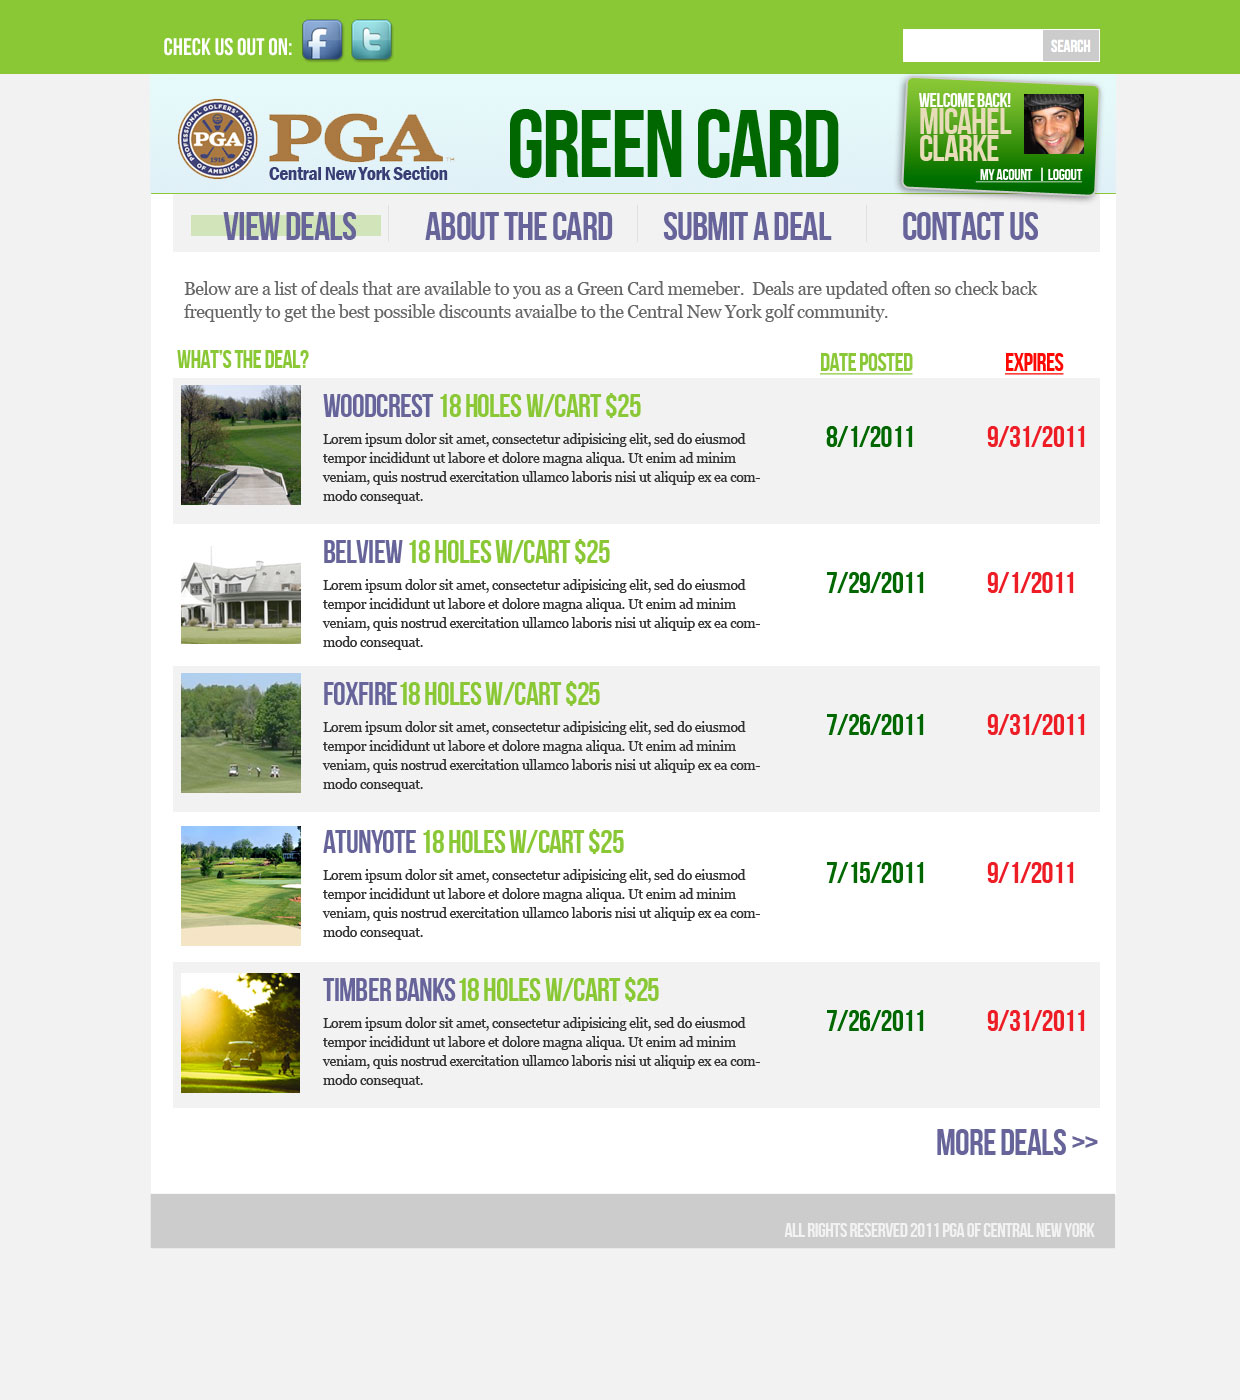 CHECK US OUT ON:
SEARCH
PROFESSIONAL GOLFERS' ASSOCIATION OF AMERICA
PGA
1916
PGA
Central New York Section
GREEN CARD
WELCOME BACK!
MICAHEL
CLARKE
MY ACOUNT | LOGOUT
VIEW DEALS ABOUT THE CARD SUBMIT A DEAL CONTACT US
Below are a list of deals that are available to you as a Green Card memeber. Deals are updated often so check back
frequently to get the best possible discounts avaialbe to the Central New York golf community.
WHAT'S THE DEAL? DATE POSTED EXPIRES
WOODCREST 18 HOLES W/CART $25
Lorem ipsum dolor sit amet, consectetur adipisicing elit, sed do eiusmod
tempor incididunt ut labore et dolore magna aliqua. Ut enim ad minim
veniam, quis nostrud exercitation ullamco laboris nisi ut aliquip ex ea com-
modo consequat.
8/1/2011 9/31/2011
BELVIEW 18 HOLES W/CART $25
Lorem ipsum dolor sit amet, consectetur adipisicing elit, sed do eiusmod
tempor incididunt ut labore et dolore magna aliqua. Ut enim ad minim
veniam, quis nostrud exercitation ullamco laboris nisi ut aliquip ex ea com-
modo consequat.
7/29/2011 9/1/2011
FOXFIRE 18 HOLES W/CART $25
Lorem ipsum dolor sit amet, consectetur adipisicing elit, sed do eiusmod
tempor incididunt ut labore et dolore magna aliqua. Ut enim ad minim
veniam, quis nostrud exercitation ullamco laboris nisi ut aliquip ex ea com-
modo consequat.
7/26/2011 9/31/2011
ATUNYOTE 18 HOLES W/CART $25
Lorem ipsum dolor sit amet, consectetur adipisicing elit, sed do eiusmod
tempor incididunt ut labore et dolore magna aliqua. Ut enim ad minim
veniam, quis nostrud exercitation ullamco laboris nisi ut aliquip ex ea com-
modo consequat.
7/15/2011 9/1/2011
TIMBER BANKS 18 HOLES W/CART $25
Lorem ipsum dolor sit amet, consectetur adipisicing elit, sed do eiusmod
tempor incididunt ut labore et dolore magna aliqua. Ut enim ad minim
veniam, quis nostrud exercitation ullamco laboris nisi ut aliquip ex ea com-
modo consequat.
7/26/2011 9/31/2011
MORE DEALS >>
ALL RIGHTS RESERVED 2011 PGA OF CENTRAL NEW YORK